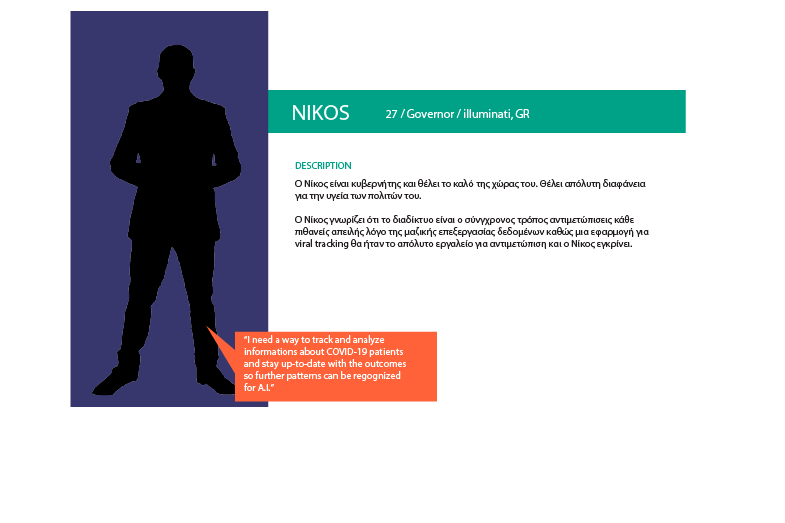 NIKOS 27 / Governor / illuminati, GR
DESCRIPTION
Ο Νίκος είναι κυβερνήτης και θέλει το καλό της χώρας του. Θέλει απόλυτη διαφάνεια
για την υγεία των πολιτών του.
Ο Νίκος γνωρίζει ότι το διαδίκτυο είναι ο σύνγχρονος τρόπος αντιμετώπισεις κάθε
πιθανείς απειλής λόγο της μαζικής επεξεργασίας δεδομένων καθώς μια εφαρμογή για
viral tracking θα ήταν το απόλυτο εργαλείο για αντιμετώπιση και ο Νίκος εγκρίνει.
"I need a way to track and analyze
informations about COVID-19 patients
and stay up-to-date with the outcomes
so further patterns can be regognized
for A.I."